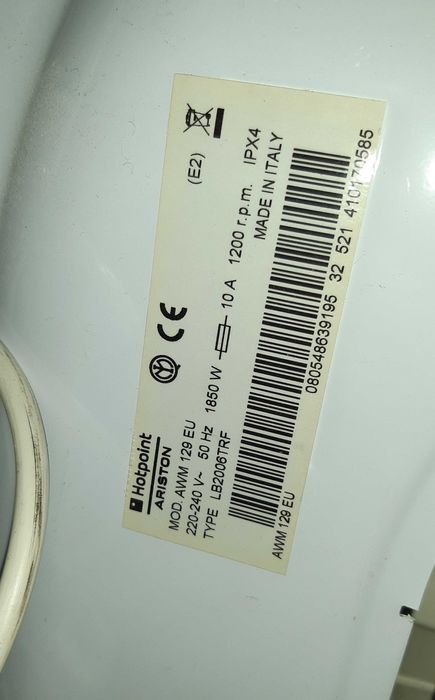 Hotpoint
ARISTON
MOD. AWM 129 EU
220-240 V~ 50 Hz 1850 W 10 A 1200 r.p.m. IPX4
TYPE LB2006TRF
MADE IN ITALY
(E2)
CE
AWM 129 EU
080548639195 32 521 410170585